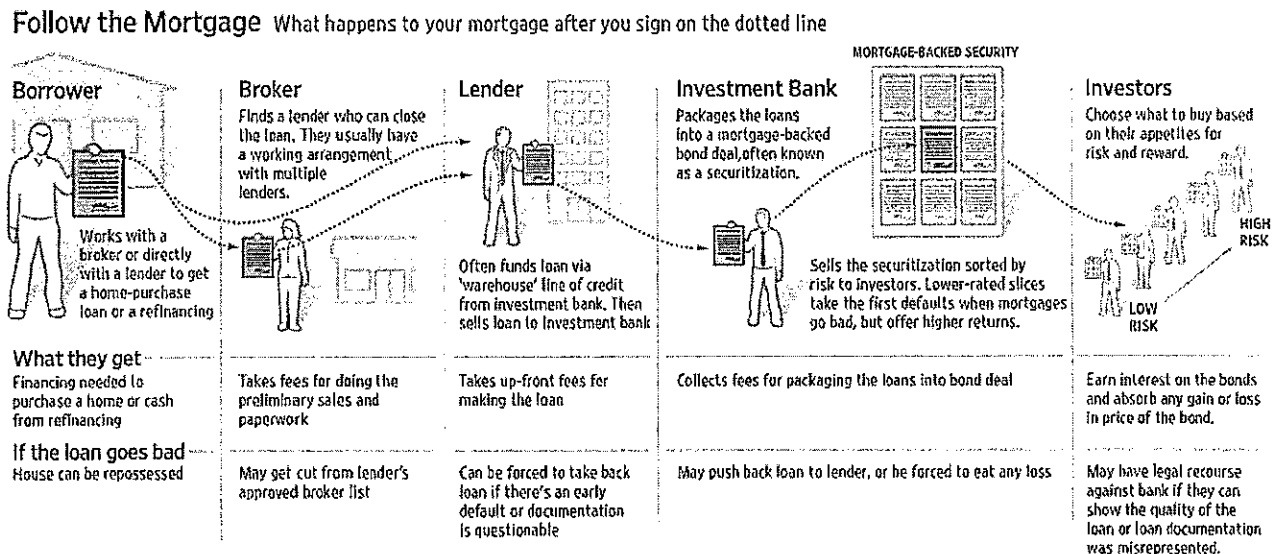 Follow the Mortgage What happens to your mortgage after you sign on the dotted line
Borrower
Works with a
broker or directly
with a lender to get
a home-purchase
loan or a refinancing
Broker
Finds a lender who can close
the loan. They usually have
a working arrangement
with multiple
lenders.
Lender
Often funds loan via
'warehouse' line of credit
from investment bank. Then
sells loan to investment bank
Investment Bank
Packages the loans
into a mortgage-backed
bond deal, often known
as a securitization.
MORTGAGE-BACKED SECURITY
Sells the securitization sorted by
risk to investors. Lower-rated slices
take the first defaults when mortgages
go bad, but offer higher returns.
Investors
Choose what to buy based
on their appetites for
risk and reward.
HIGH
RISK
LOW
RISK
What they get
Financing needed to
purchase a home or cash
from refinancing
Takes fees for doing the
preliminary sales and
paperwork
Takes up-front fees for
making the loan
Collects fees for packaging the loans into bond deal
Earn interest on the bonds
and absorb any gain or loss
in price of the bond.
If the loan goes bad
House can be repossessed
May get cut from lender's
approved broker list
Can be forced to take back
loan if there's an early
default or documentation
is questionable
May push back loan to lender, or be forced to eat any loss
May have legal recourse
against bank if they can
show the quality of the
loan or loan documentation
was misrepresented.